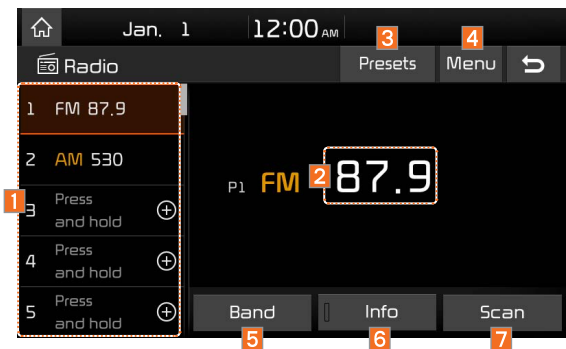 Jan. 1 12:00 AM
3 4
Radio Presets Menu
1 FM 87.9
2 AM 530
P1 FM 2 87.9
1
3 Press and hold
4 Press and hold
5 Press and hold
Band Info Scan
5 6 7